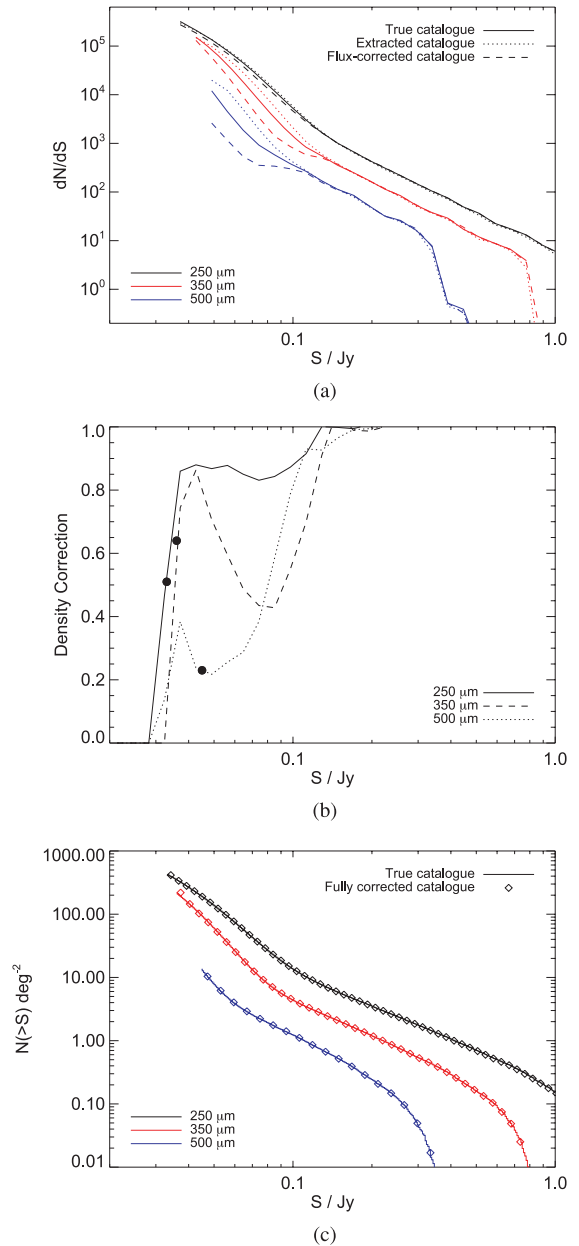 True catalogue
Extracted catalogue
Flux-corrected catalogue
10^5
10^4
10^3
10^2
10^1
10^0
dN/dS
250 μm
350 μm
500 μm
0.1
1.0
S / Jy
(a)
1.0
0.8
0.6
0.4
0.2
0.0
Density Correction
250 μm
350 μm
500 μm
0.1
1.0
S / Jy
(b)
1000.00
100.00
10.00
1.00
0.10
0.01
N(>S) deg^-2
True catalogue
Fully corrected catalogue
250 μm
350 μm
500 μm
0.1
1.0
S / Jy
(c)